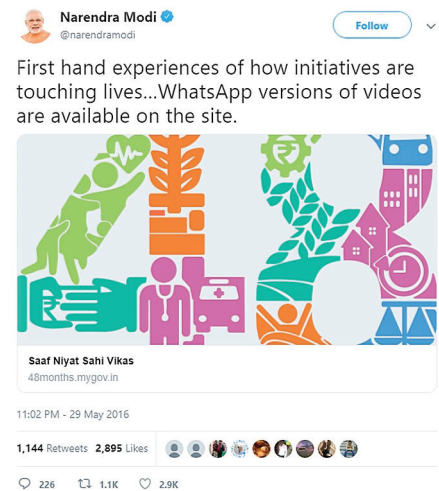 Narendra Modi
@narendramodi
Follow
First hand experiences of how initiatives are
touching lives...WhatsApp versions of videos
are available on the site.
₹
₹
Saaf Niyat Sahi Vikas
48months.mygov.in
11:02 PM - 29 May 2016
1,144 Retweets 2,895 Likes
226 1.1K 2.9K